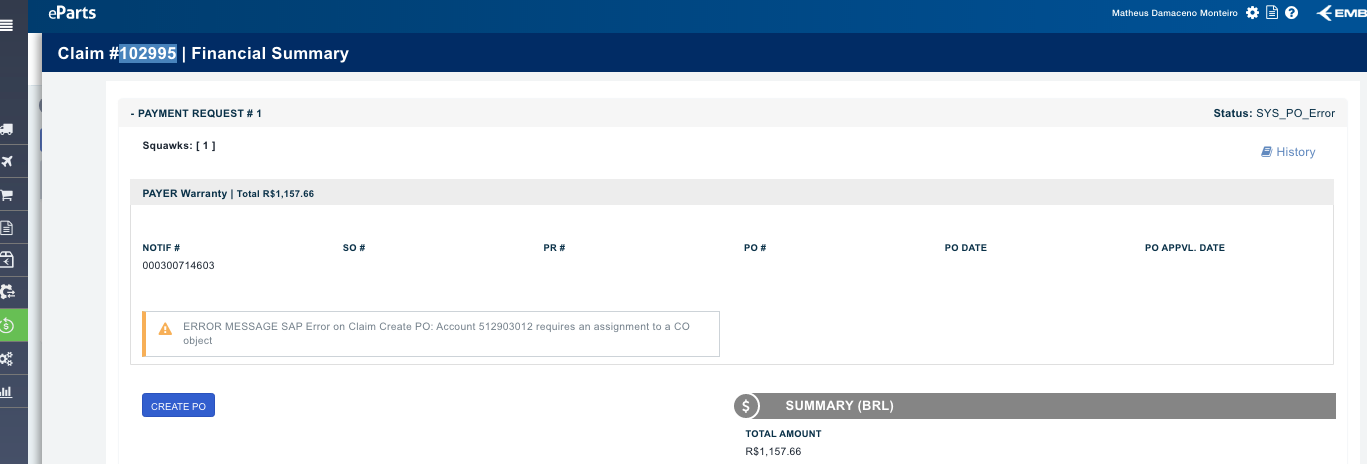 eParts
Matheus Damaceno Monteiro
Claim #102995 | Financial Summary
- PAYMENT REQUEST # 1
Status: SYS_PO_Error
Squawks: [ 1 ]
History
PAYER Warranty | Total R$1,157.66
NOTIF # SO # PR # PO # PO DATE PO APPVL. DATE
000300714603
ERROR MESSAGE SAP Error on Claim Create PO: Account 512903012 requires an assignment to a CO
object
CREATE PO
SUMMARY (BRL)
TOTAL AMOUNT
R$1,157.66